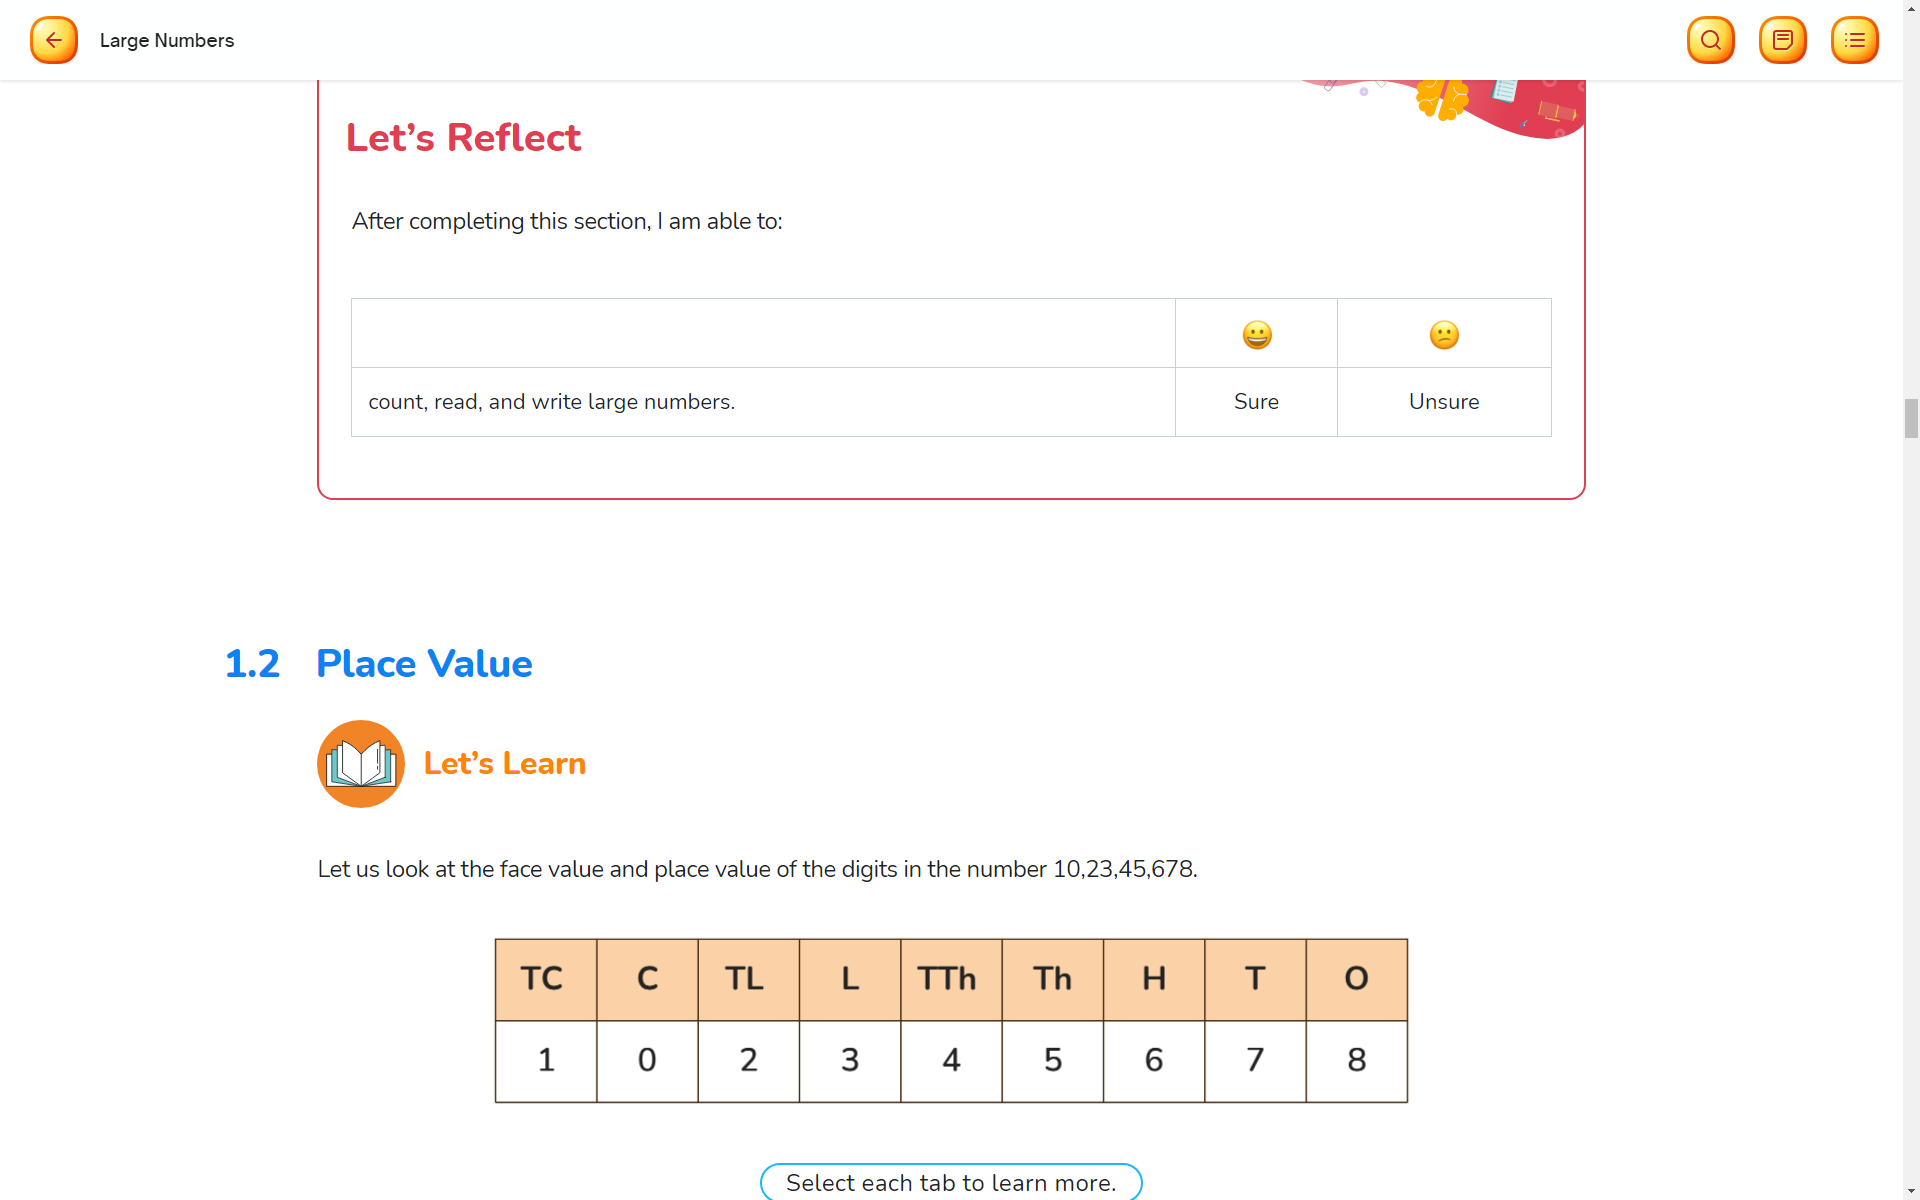 Large Numbers
Let’s Reflect
After completing this section, I am able to:
count, read, and write large numbers. Sure Unsure
1.2 Place Value
Let’s Learn
Let us look at the face value and place value of the digits in the number 10,23,45,678.
TC C TL L TTh Th H T O
1 0 2 3 4 5 6 7 8
Select each tab to learn more.